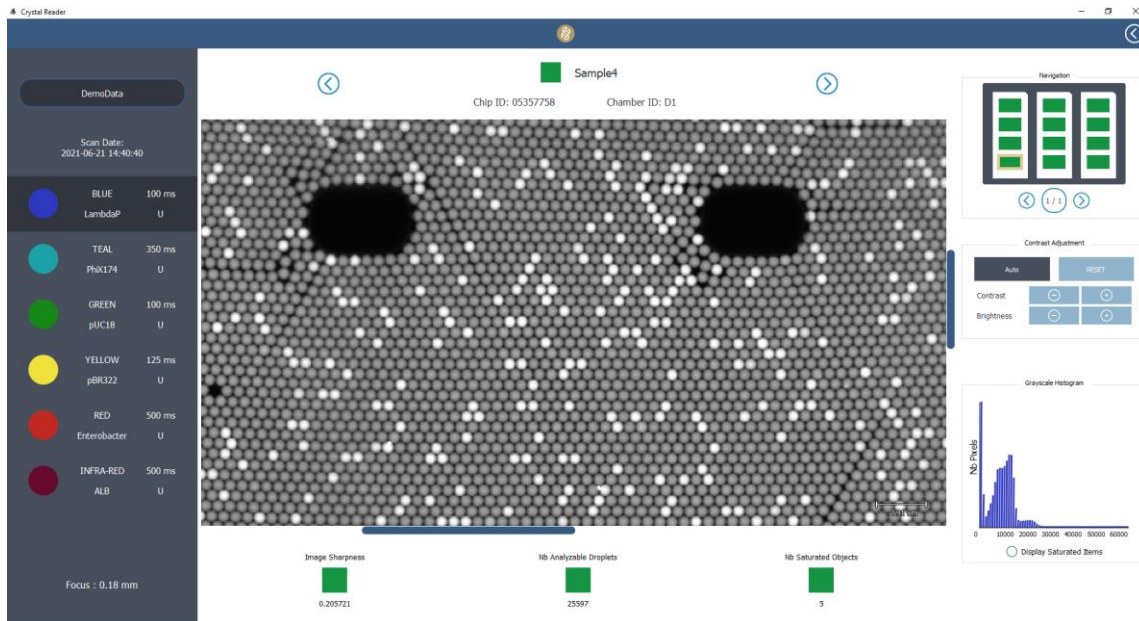 Crystal Reader
DemoData
Scan Date:
2021-06-21 14:40:40
BLUE 100 ms
LambdaP U
TEAL 350 ms
PhiX174 U
GREEN 100 ms
pUC18 U
YELLOW 125 ms
pBR322 U
RED 500 ms
Enterobacter U
INFRA-RED 500 ms
ALB U
Focus : 0.18 mm
Sample4
Chip ID: 05357758 Chamber ID: D1
Image Sharpness
0.205721
Nb Analyzable Droplets
25597
Nb Saturated Objects
5
Navigation
1 / 1
Contrast Adjustment
Auto RESET
Contrast
Brightness
Grayscale Histogram
Nb Pixels
0 10000 20000 30000 40000 50000 60000
Display Saturated Items